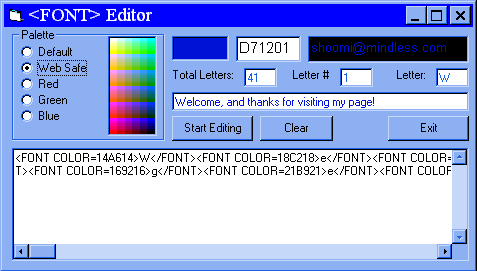 <FONT> Editor
Palette
Default
Web Safe
Red
Green
Blue
D71201
shoomi@mindless.com
Total Letters: 41 Letter # 1 Letter: W
Welcome, and thanks for visiting my page!
Start Editing Clear Exit
<FONT COLOR=14A614>W</FONT><FONT COLOR=18C218>e</FONT><FONT
T><FONT COLOR=169216>g</FONT><FONT COLOR=21B921>e</FONT><FONT COLOF